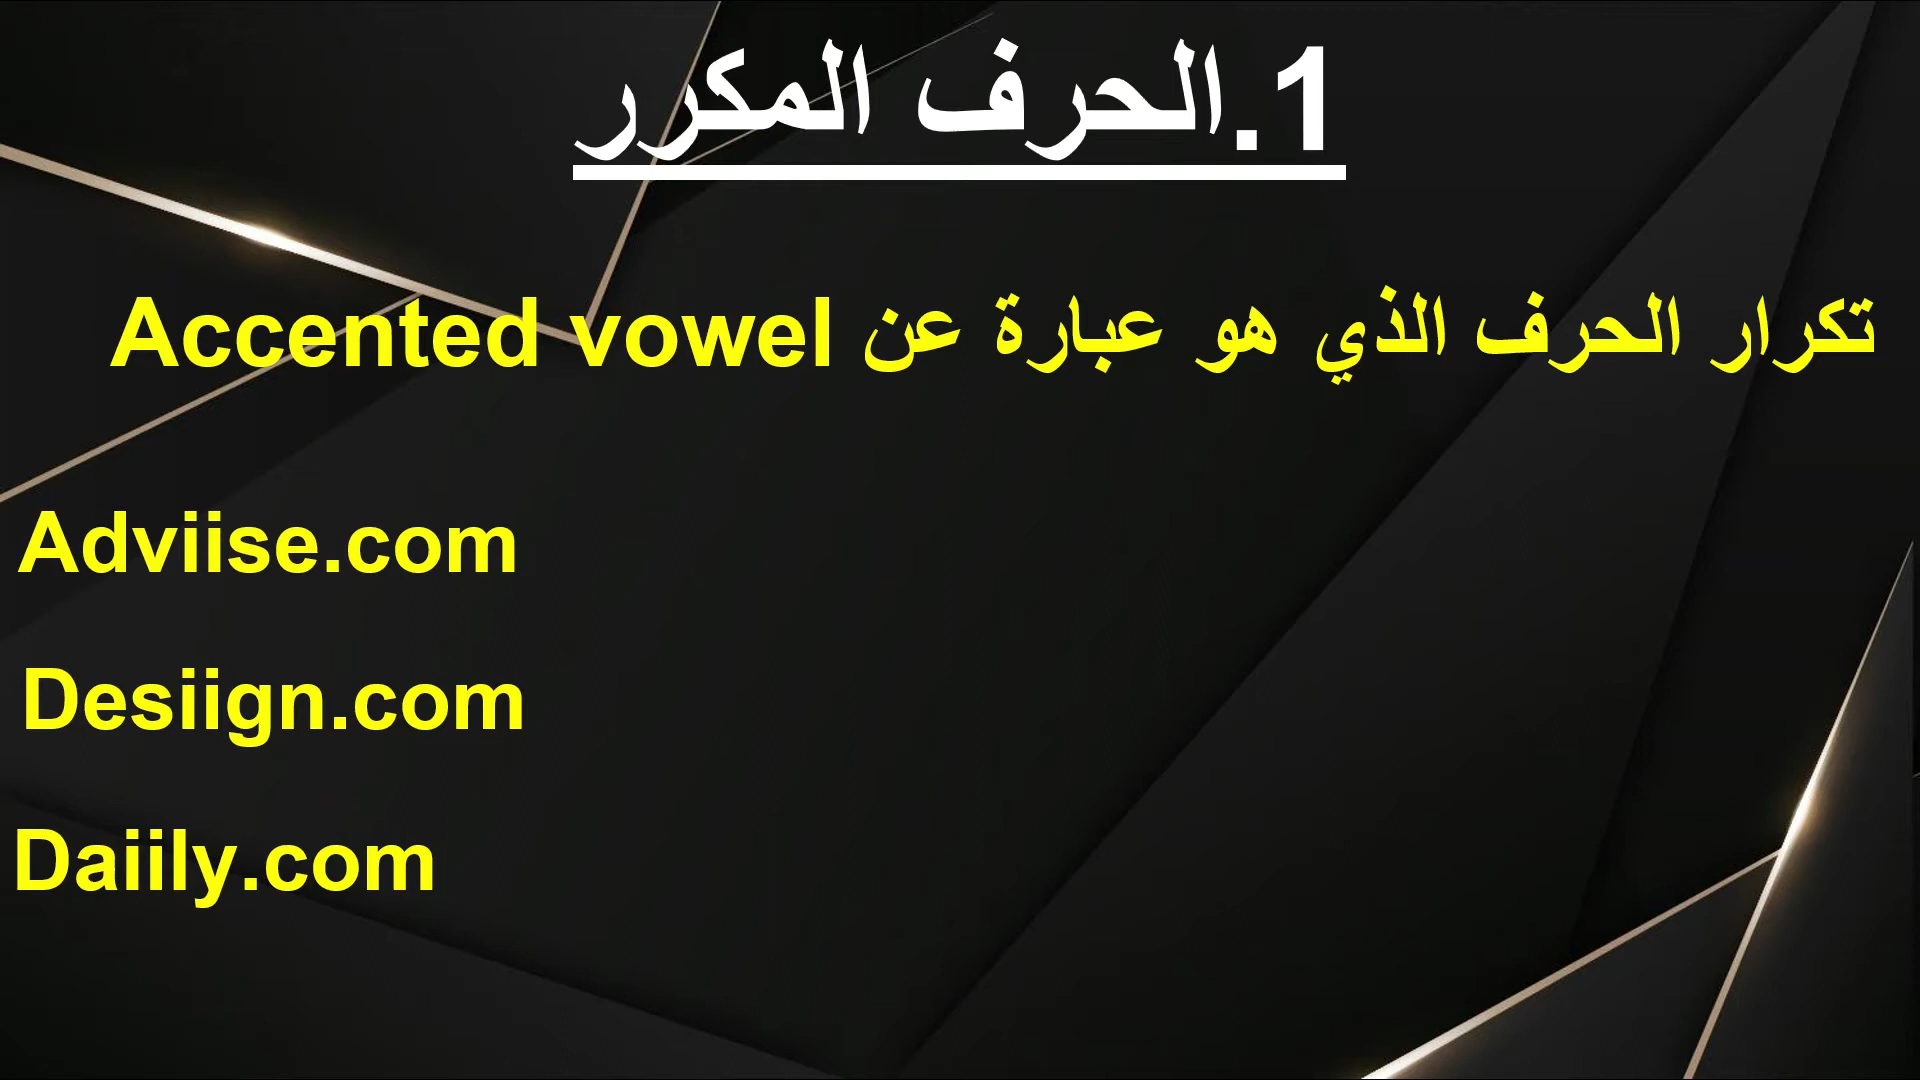 1.الحرف المكرر
تكرار الحرف الذي هو عبارة عن Accented vowel
Adviise.com
Desiign.com
Daiily.com